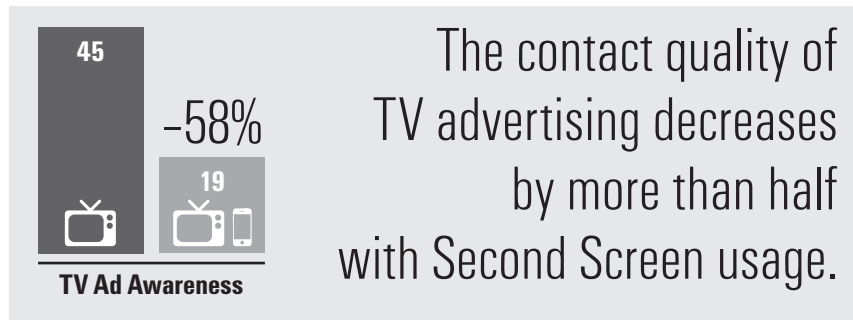 45
–58%
19
TV Ad Awareness
The contact quality of
TV advertising decreases
by more than half
with Second Screen usage.